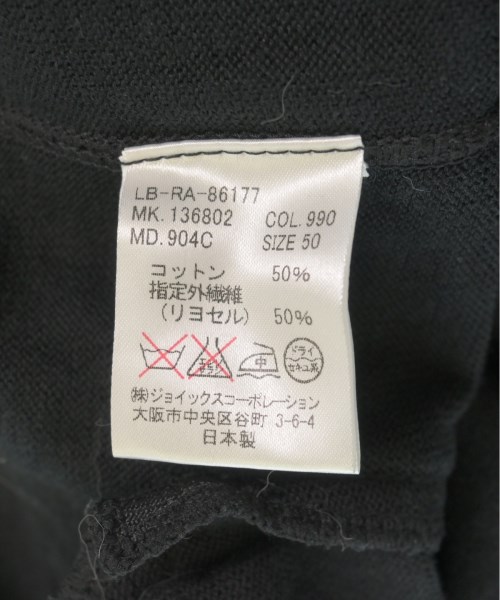 LB-RA-86177
MK. 136802 COL. 990
MD. 904C SIZE 50
コットン 50%
指定外繊維
(リヨセル) 50%
エンソ 中 ドライ
セキユ系
㈱ジョイックスコーポレーション
大阪市中央区谷町 3-6-4
日本製